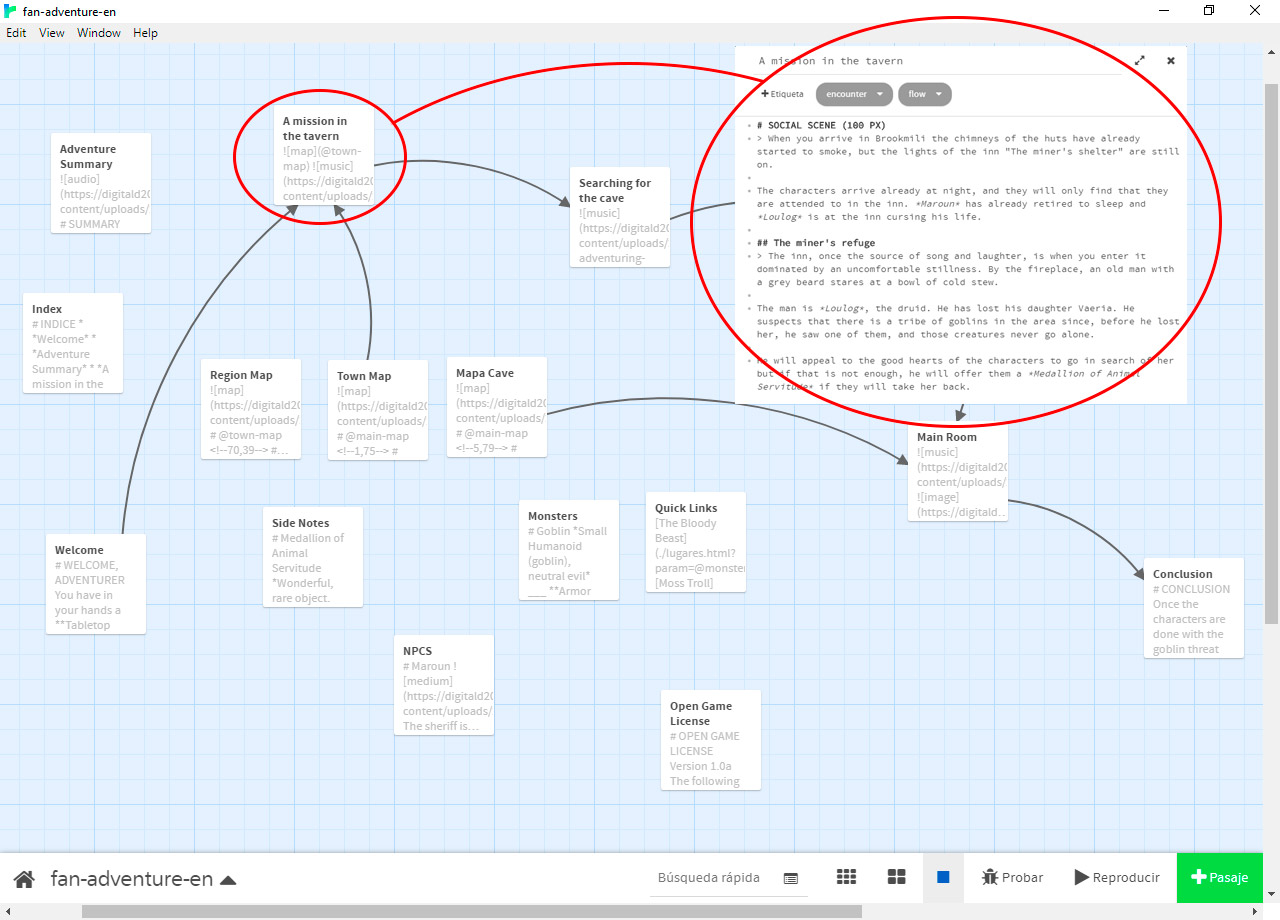 fan-adventure-en
Edit View Window Help
A mission in the tavern
Etiqueta
encounter
flow
# SOCIAL SCENE (100 PX)
> When you arrive in Brookmili the chimneys of the huts have already
started to smoke, but the lights of the inn "The miner's shelter" are still
on.
The characters arrive already at night, and they will only find that they
are attended to in the inn. *Maroun* has already retired to sleep and
*Loulog* is at the inn cursing his life.
## The miner's refuge
> The inn, once the source of song and laughter, is when you enter it
dominated by an uncomfortable stillness. By the fireplace, an old man with
a grey beard stares at a bowl of cold stew.
The man is *Loulog*, the druid. He has lost his daughter Vaeria. He
suspects that there is a tribe of goblins in the area since, before he lost
her, he saw one of them, and those creatures never go alone.
He will appeal to the good hearts of the characters to go in search of her
but if that is not enough, he will offer them a *Medallion of Animal
Servitude* if they will take her back.
A mission in
the tavern
![map](@town-
map) ![music]
(https://digitald20
content/uploads/
Adventure
Summary
![audio]
(https://digitald20
content/uploads/
# SUMMARY
Searching for
the cave
![music]
(https://digitald20
content/uploads/
adventuring-
Index
# INDICE *
*Welcome* *
*Adventure
Summary* * *A
mission in the
Region Map
![map]
(https://digitald20
content/uploads/
# @town-map
<!--70,39--> #...
Town Map
![map]
(https://digitald20
content/uploads/
# @main-map
<!--1,75--> #
Mapa Cave
![map]
(https://digitald20
content/uploads/
# @main-map
<!--5,79--> #
Main Room
![music]
(https://digitald20
content/uploads/
![image]
(https://digitald...
Welcome
# WELCOME,
ADVENTURER
You have in
your hands a
**Tabletop
Side Notes
# Medallion of
Animal
Servitude
*Wonderful,
rare object.
Monsters
# Goblin *Small
Humanoid
(goblin),
neutral evil*
___ **Armor
Quick Links
[The Bloody
Beast]
(./lugares.html?
param=@monste
[Moss Troll]
Conclusion
# CONCLUSION
Once the
characters are
done with the
goblin threat
NPCS
# Maroun !
[medium]
(https://digitald20
content/uploads/
The sheriff is...
Open Game
License
# OPEN GAME
LICENSE
Version 1.0a
The following
fan-adventure-en
Búsqueda rápida
Probar
Reproducir
Pasaje